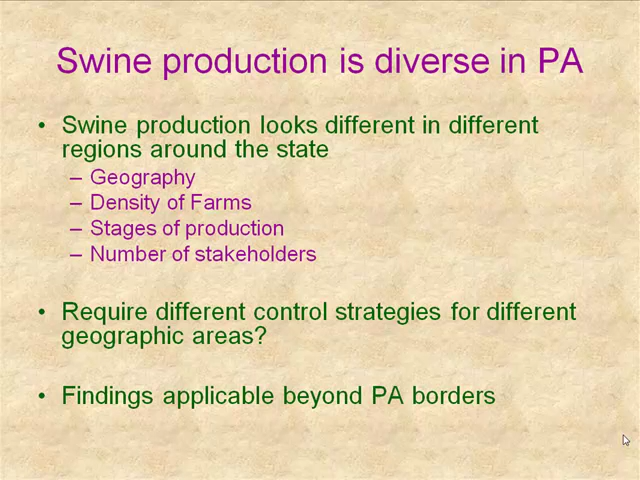 Swine production is diverse in PA
• Swine production looks different in different
regions around the state
– Geography
– Density of Farms
– Stages of production
– Number of stakeholders
• Require different control strategies for different
geographic areas?
• Findings applicable beyond PA borders